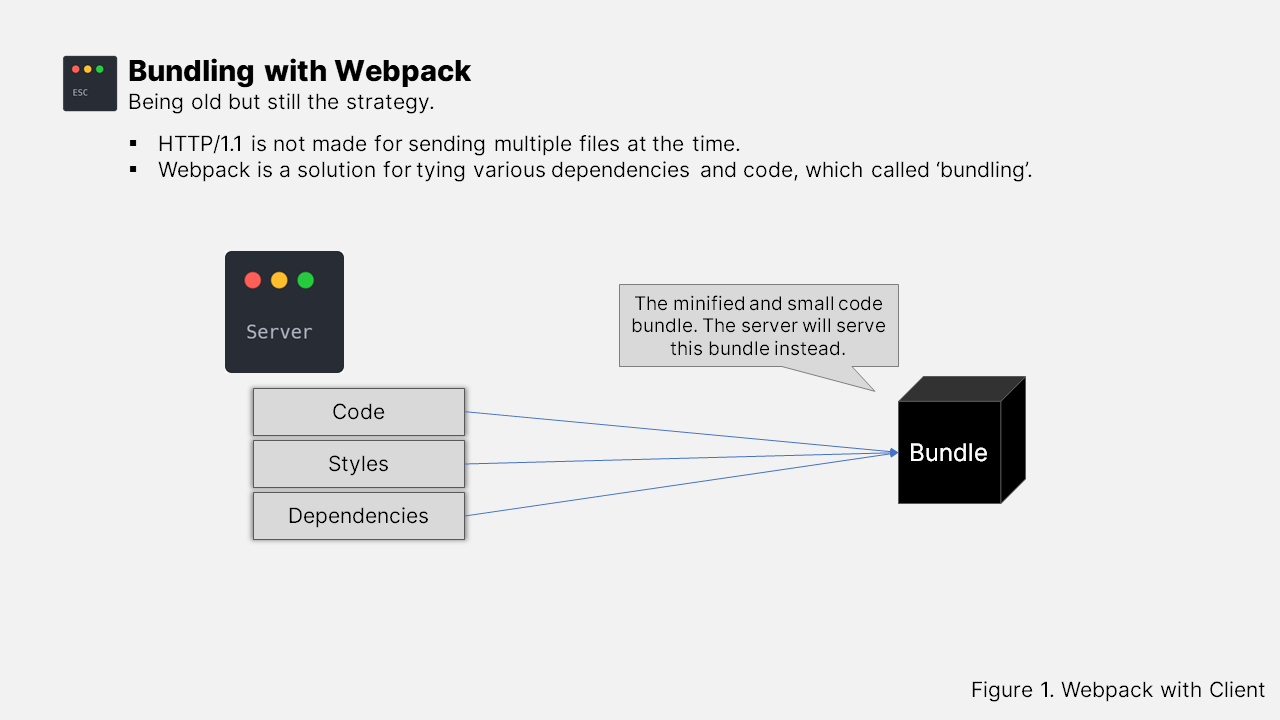 Bundling with Webpack
ESC
Being old but still the strategy.
▪ HTTP/1.1 is not made for sending multiple files at the time.
▪ Webpack is a solution for tying various dependencies and code, which called ‘bundling’.
Server
The minified and small code
bundle. The server will serve
this bundle instead.
Code
Styles
Dependencies
Bundle
Figure 1. Webpack with Client